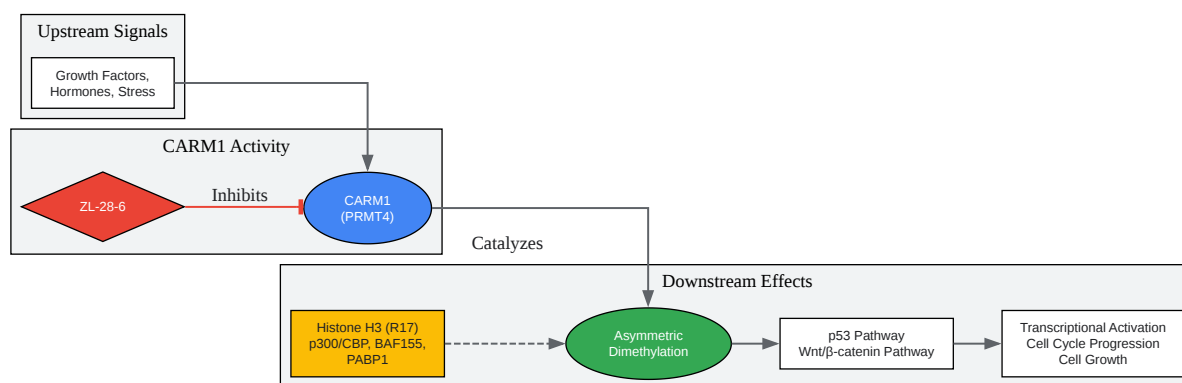 Upstream Signals
Growth Factors,
Hormones, Stress
CARM1 Activity
ZL-28-6
Inhibits
CARM1
(PRMT4)
Catalyzes
Downstream Effects
Histone H3 (R17)
p300/CBP, BAF155,
PABP1
Asymmetric
Dimethylation
p53 Pathway
Wnt/β-catenin Pathway
Transcriptional Activation
Cell Cycle Progression
Cell Growth